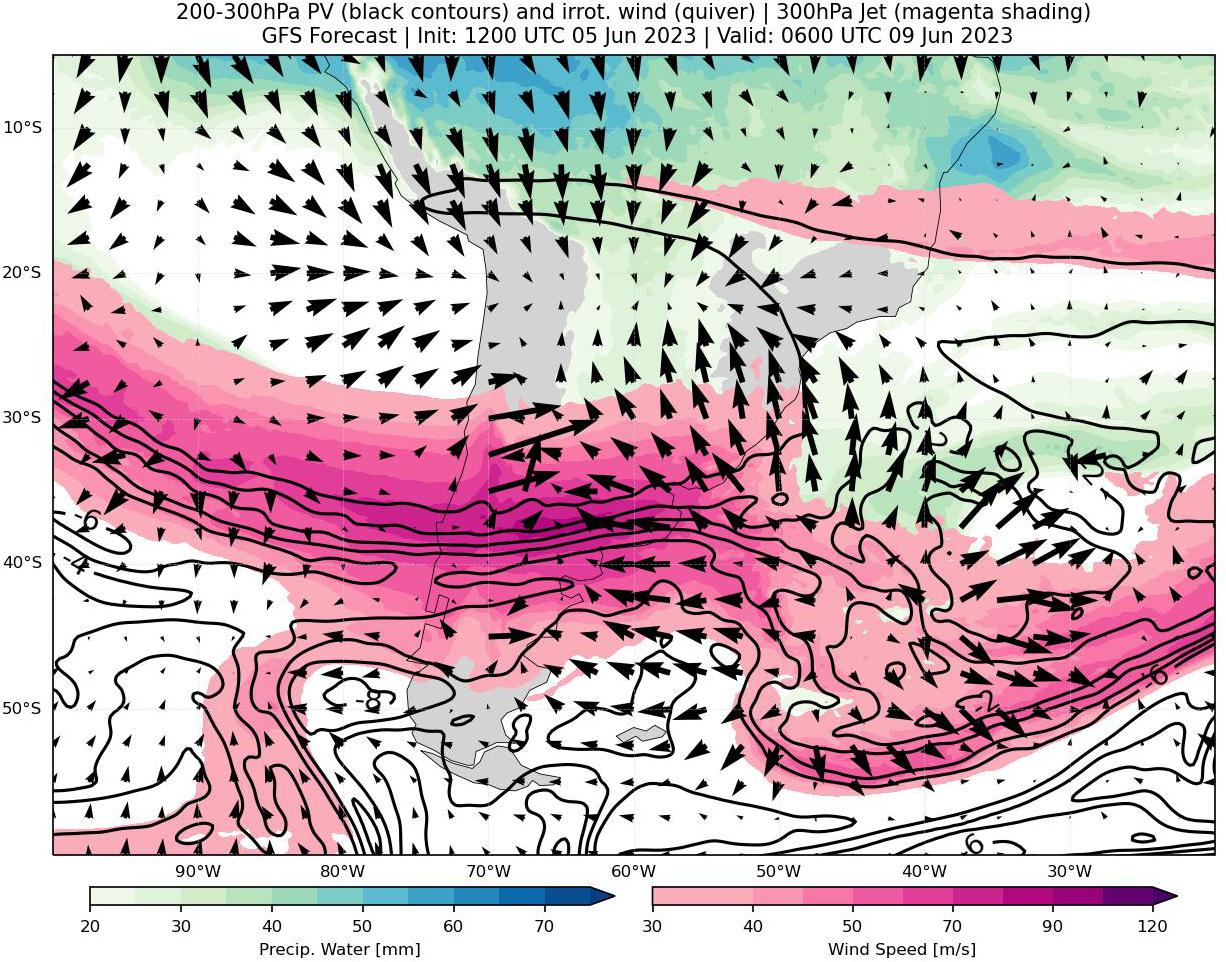 200-300hPa PV (black contours) and irrot. wind (quiver) | 300hPa Jet (magenta shading)
GFS Forecast | Init: 1200 UTC 05 Jun 2023 | Valid: 0600 UTC 09 Jun 2023
10°S
20°S
30°S
-2
-6
-4
40°S
-6
-8
-2
50°S
-6
90°W 80°W 70°W 60°W 50°W 40°W 30°W
20 30 40 50 60 70
30 40 50 70 90 120
Precip. Water [mm] Wind Speed [m/s]